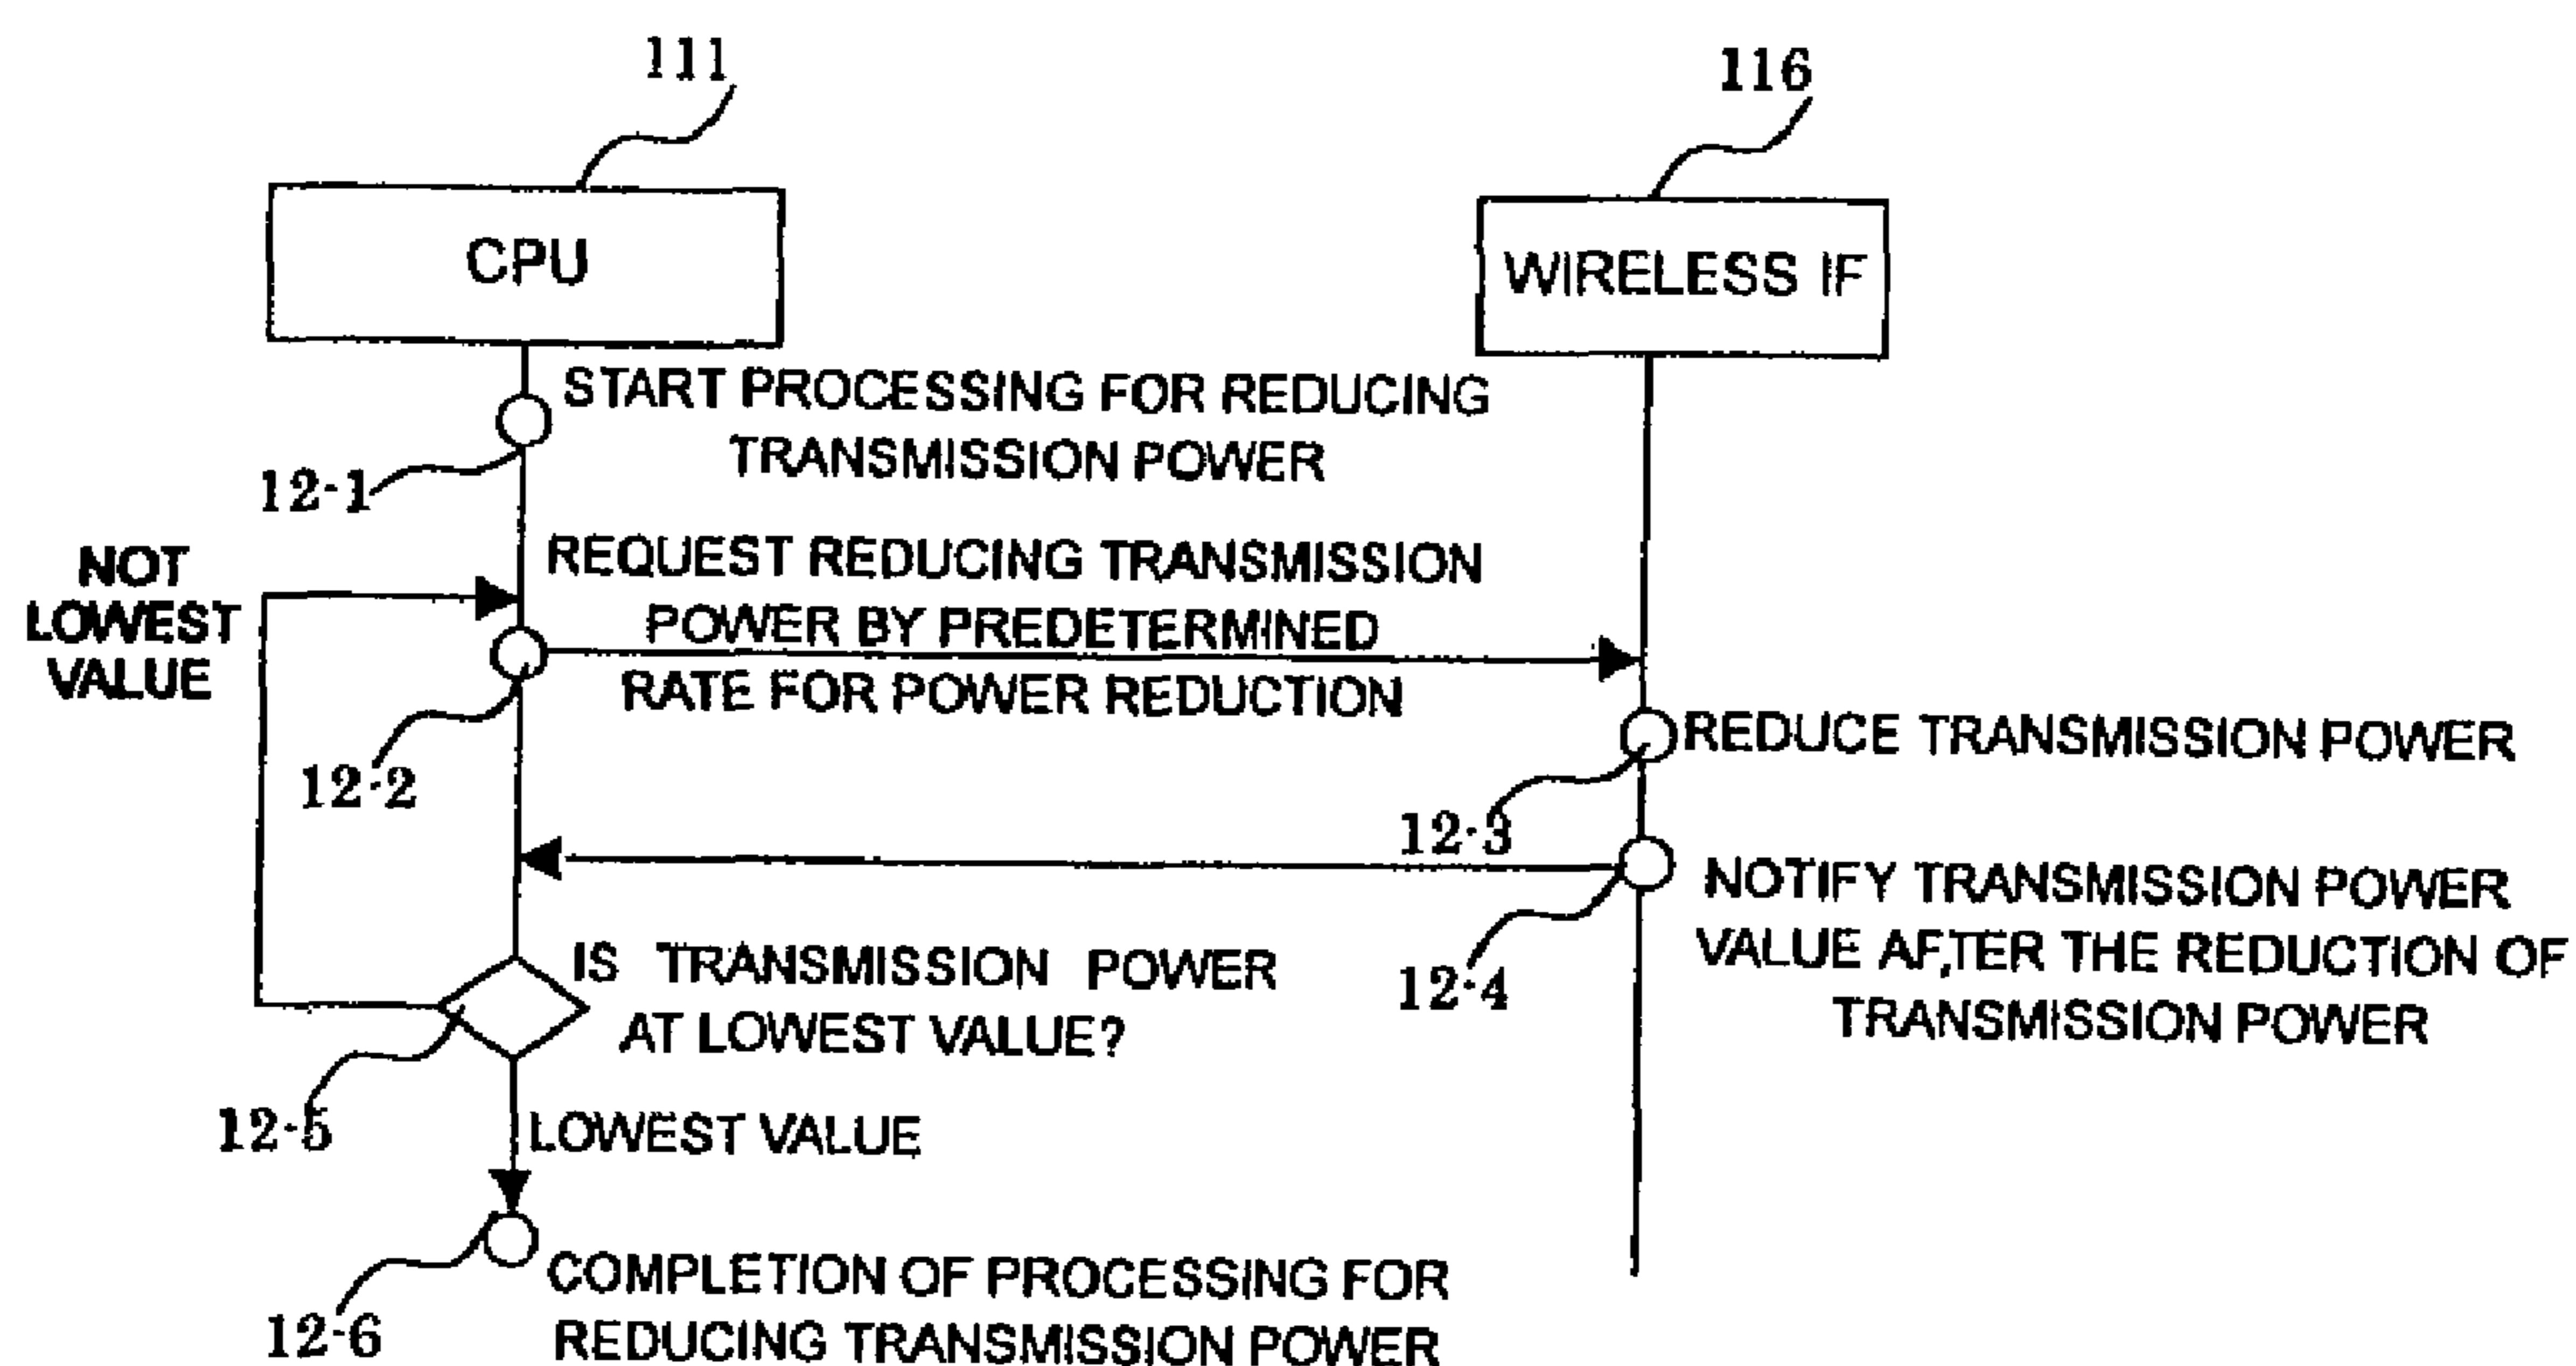 111
116
CPU
WIRELESS IF
START PROCESSING FOR REDUCING
TRANSMISSION POWER
12-1
NOT
LOWEST
VALUE
REQUEST REDUCING TRANSMISSION
POWER BY PREDETERMINED
RATE FOR POWER REDUCTION
12-2
REDUCE TRANSMISSION POWER
12-3
NOTIFY TRANSMISSION POWER
VALUE AF,TER THE REDUCTION OF
TRANSMISSION POWER
12-4
IS TRANSMISSION POWER
AT LOWEST VALUE?
12-5
LOWEST VALUE
12-6
COMPLETION OF PROCESSING FOR
REDUCING TRANSMISSION POWER